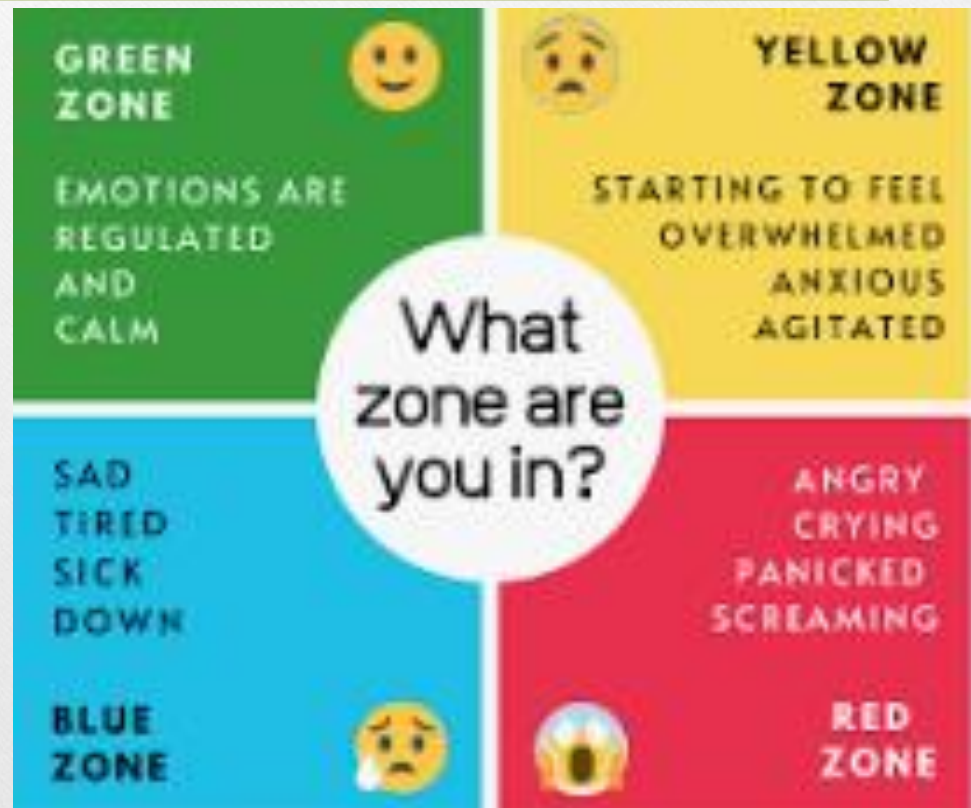 GREEN
ZONE
EMOTIONS ARE
REGULATED
AND
CALM
YELLOW
ZONE
STARTING TO FEEL
OVERWHELMED
ANXIOUS
AGITATED
What
zone are
you in?
SAD
TIRED
SICK
DOWN
BLUE
ZONE
ANGRY
CRYING
PANICKED
SCREAMING
RED
ZONE